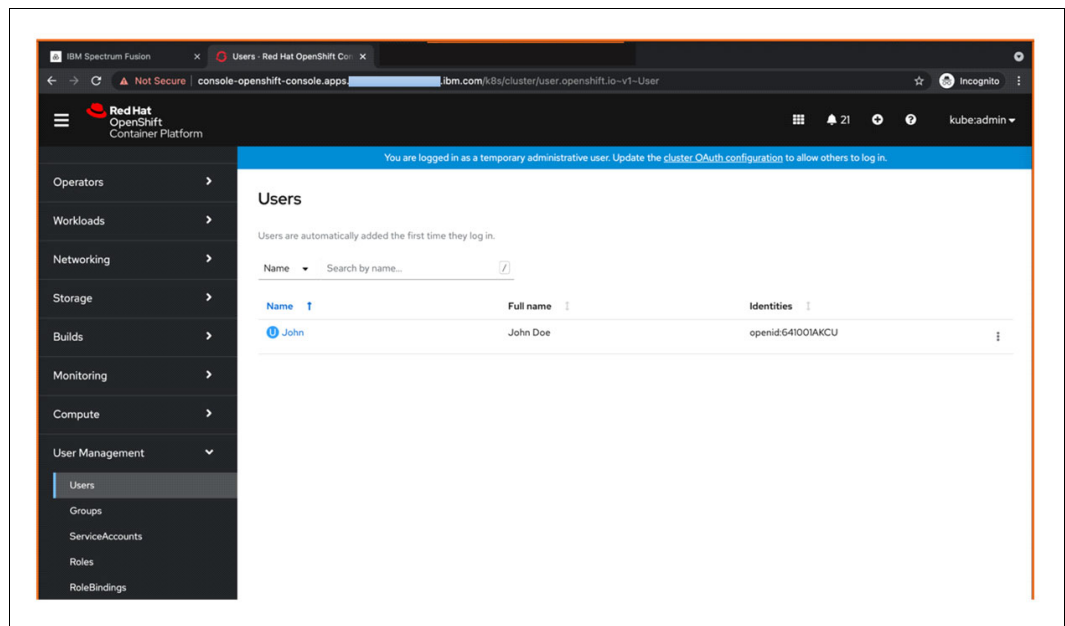 IBM Spectrum Fusion
Users · Red Hat OpenShift Con
Not Secure | console-openshift-console.apps. .ibm.com/k8s/cluster/user.openshift.io~v1~User
Incognito
Red Hat
OpenShift
Container Platform
21
kube:admin
You are logged in as a temporary administrative user. Update the cluster OAuth configuration to allow others to log in.
Operators
Workloads
Networking
Storage
Builds
Monitoring
Compute
User Management
Users
Groups
ServiceAccounts
Roles
RoleBindings
Users
Users are automatically added the first time they log in.
Name Search by name... /
Name Full name Identities
U John John Doe openid:641001AKCU